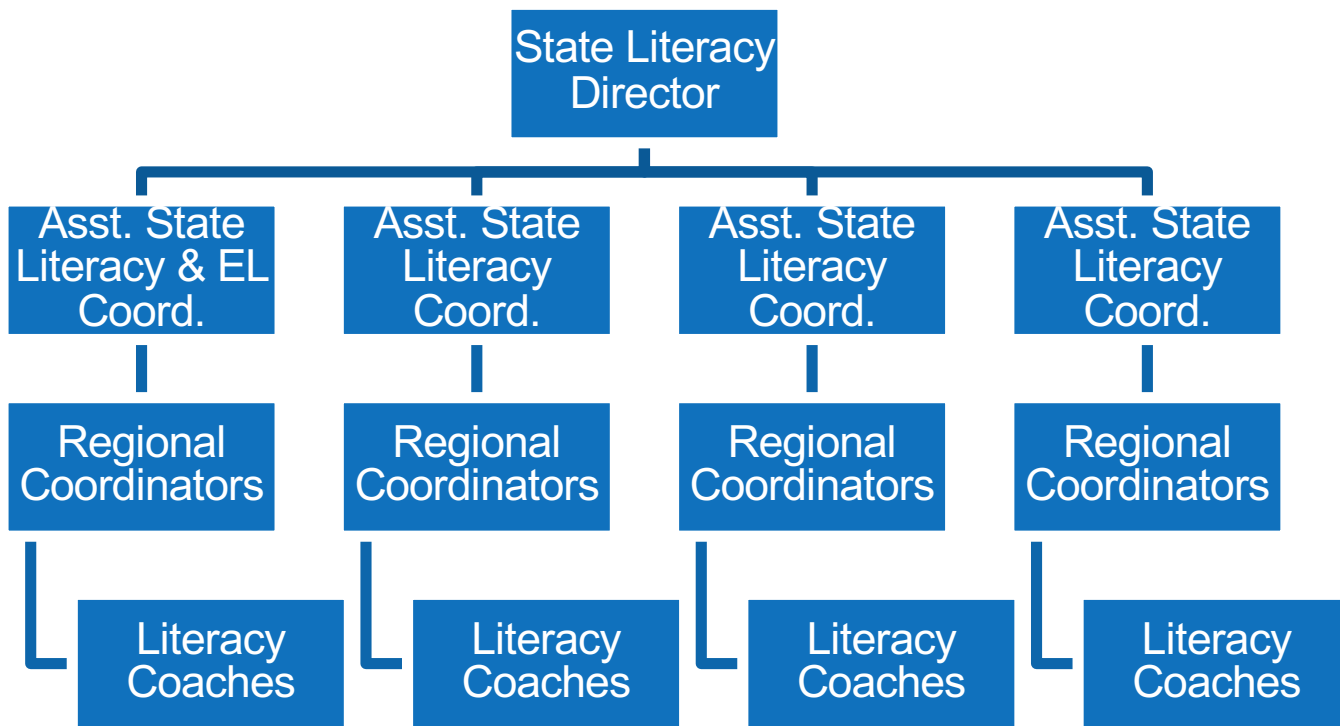 State Literacy
Director
Asst. State
Literacy & EL
Coord.
Asst. State
Literacy
Coord.
Asst. State
Literacy
Coord.
Asst. State
Literacy
Coord.
Regional
Coordinators
Regional
Coordinators
Regional
Coordinators
Regional
Coordinators
Literacy
Coaches
Literacy
Coaches
Literacy
Coaches
Literacy
Coaches